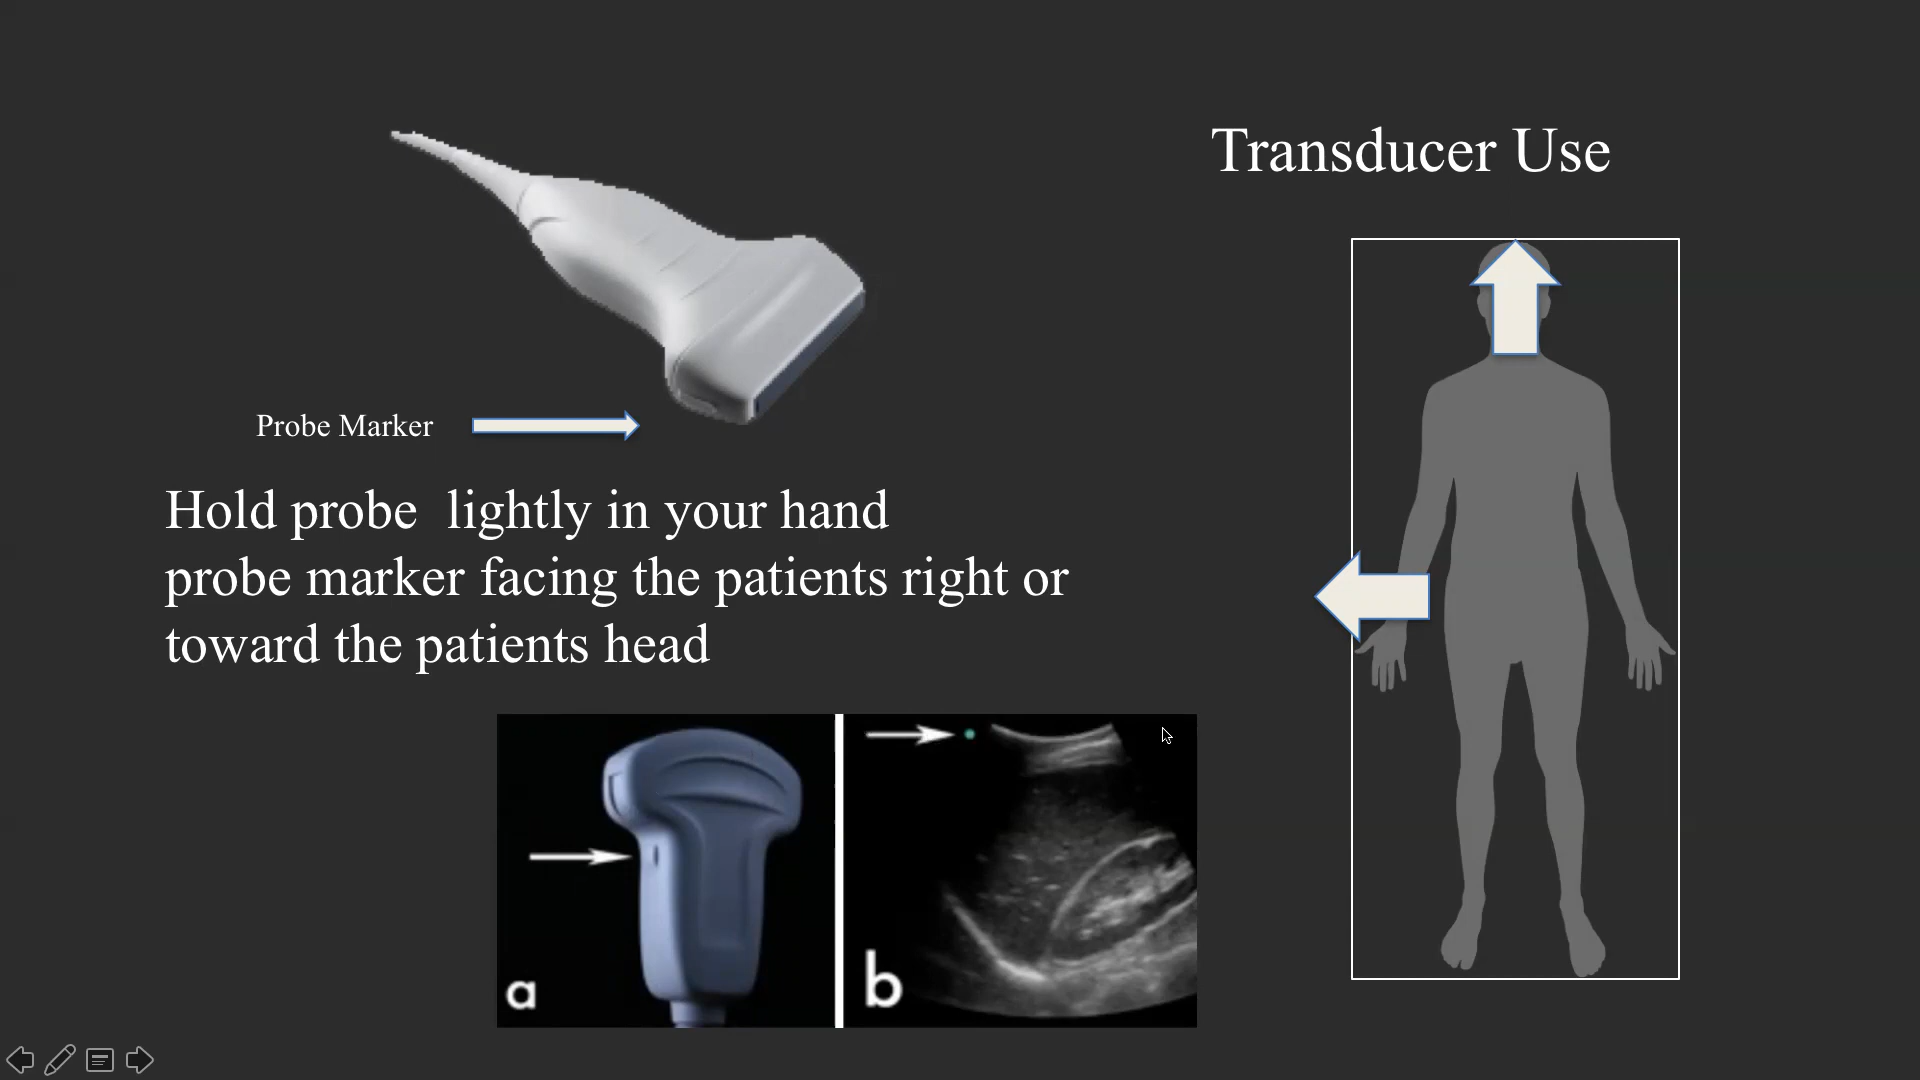 Transducer Use
Probe Marker
Hold probe  lightly in your hand
probe marker facing the patients right or
toward the patients head
a
b